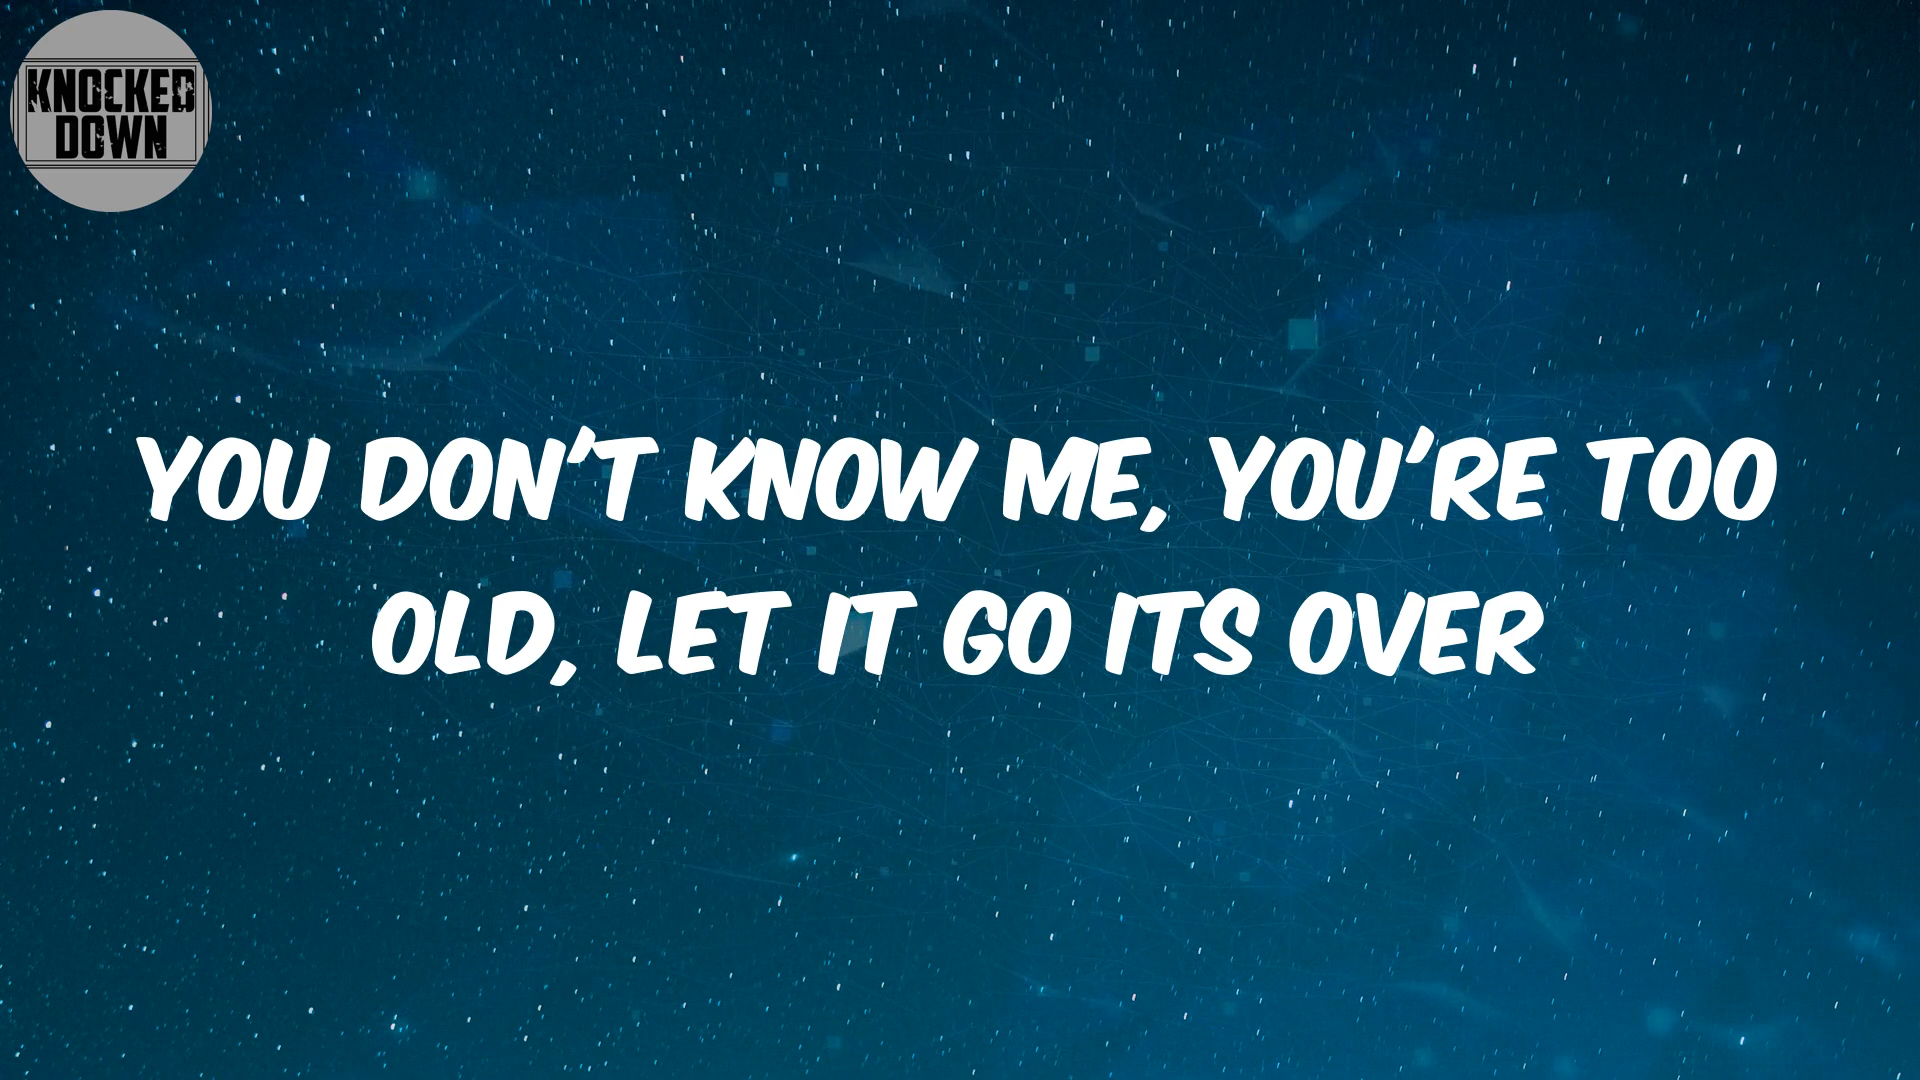 KNOCKED
DOWN
YOU DON'T KNOW ME, YOU'RE TOO
OLD, LET IT GO ITS OVER